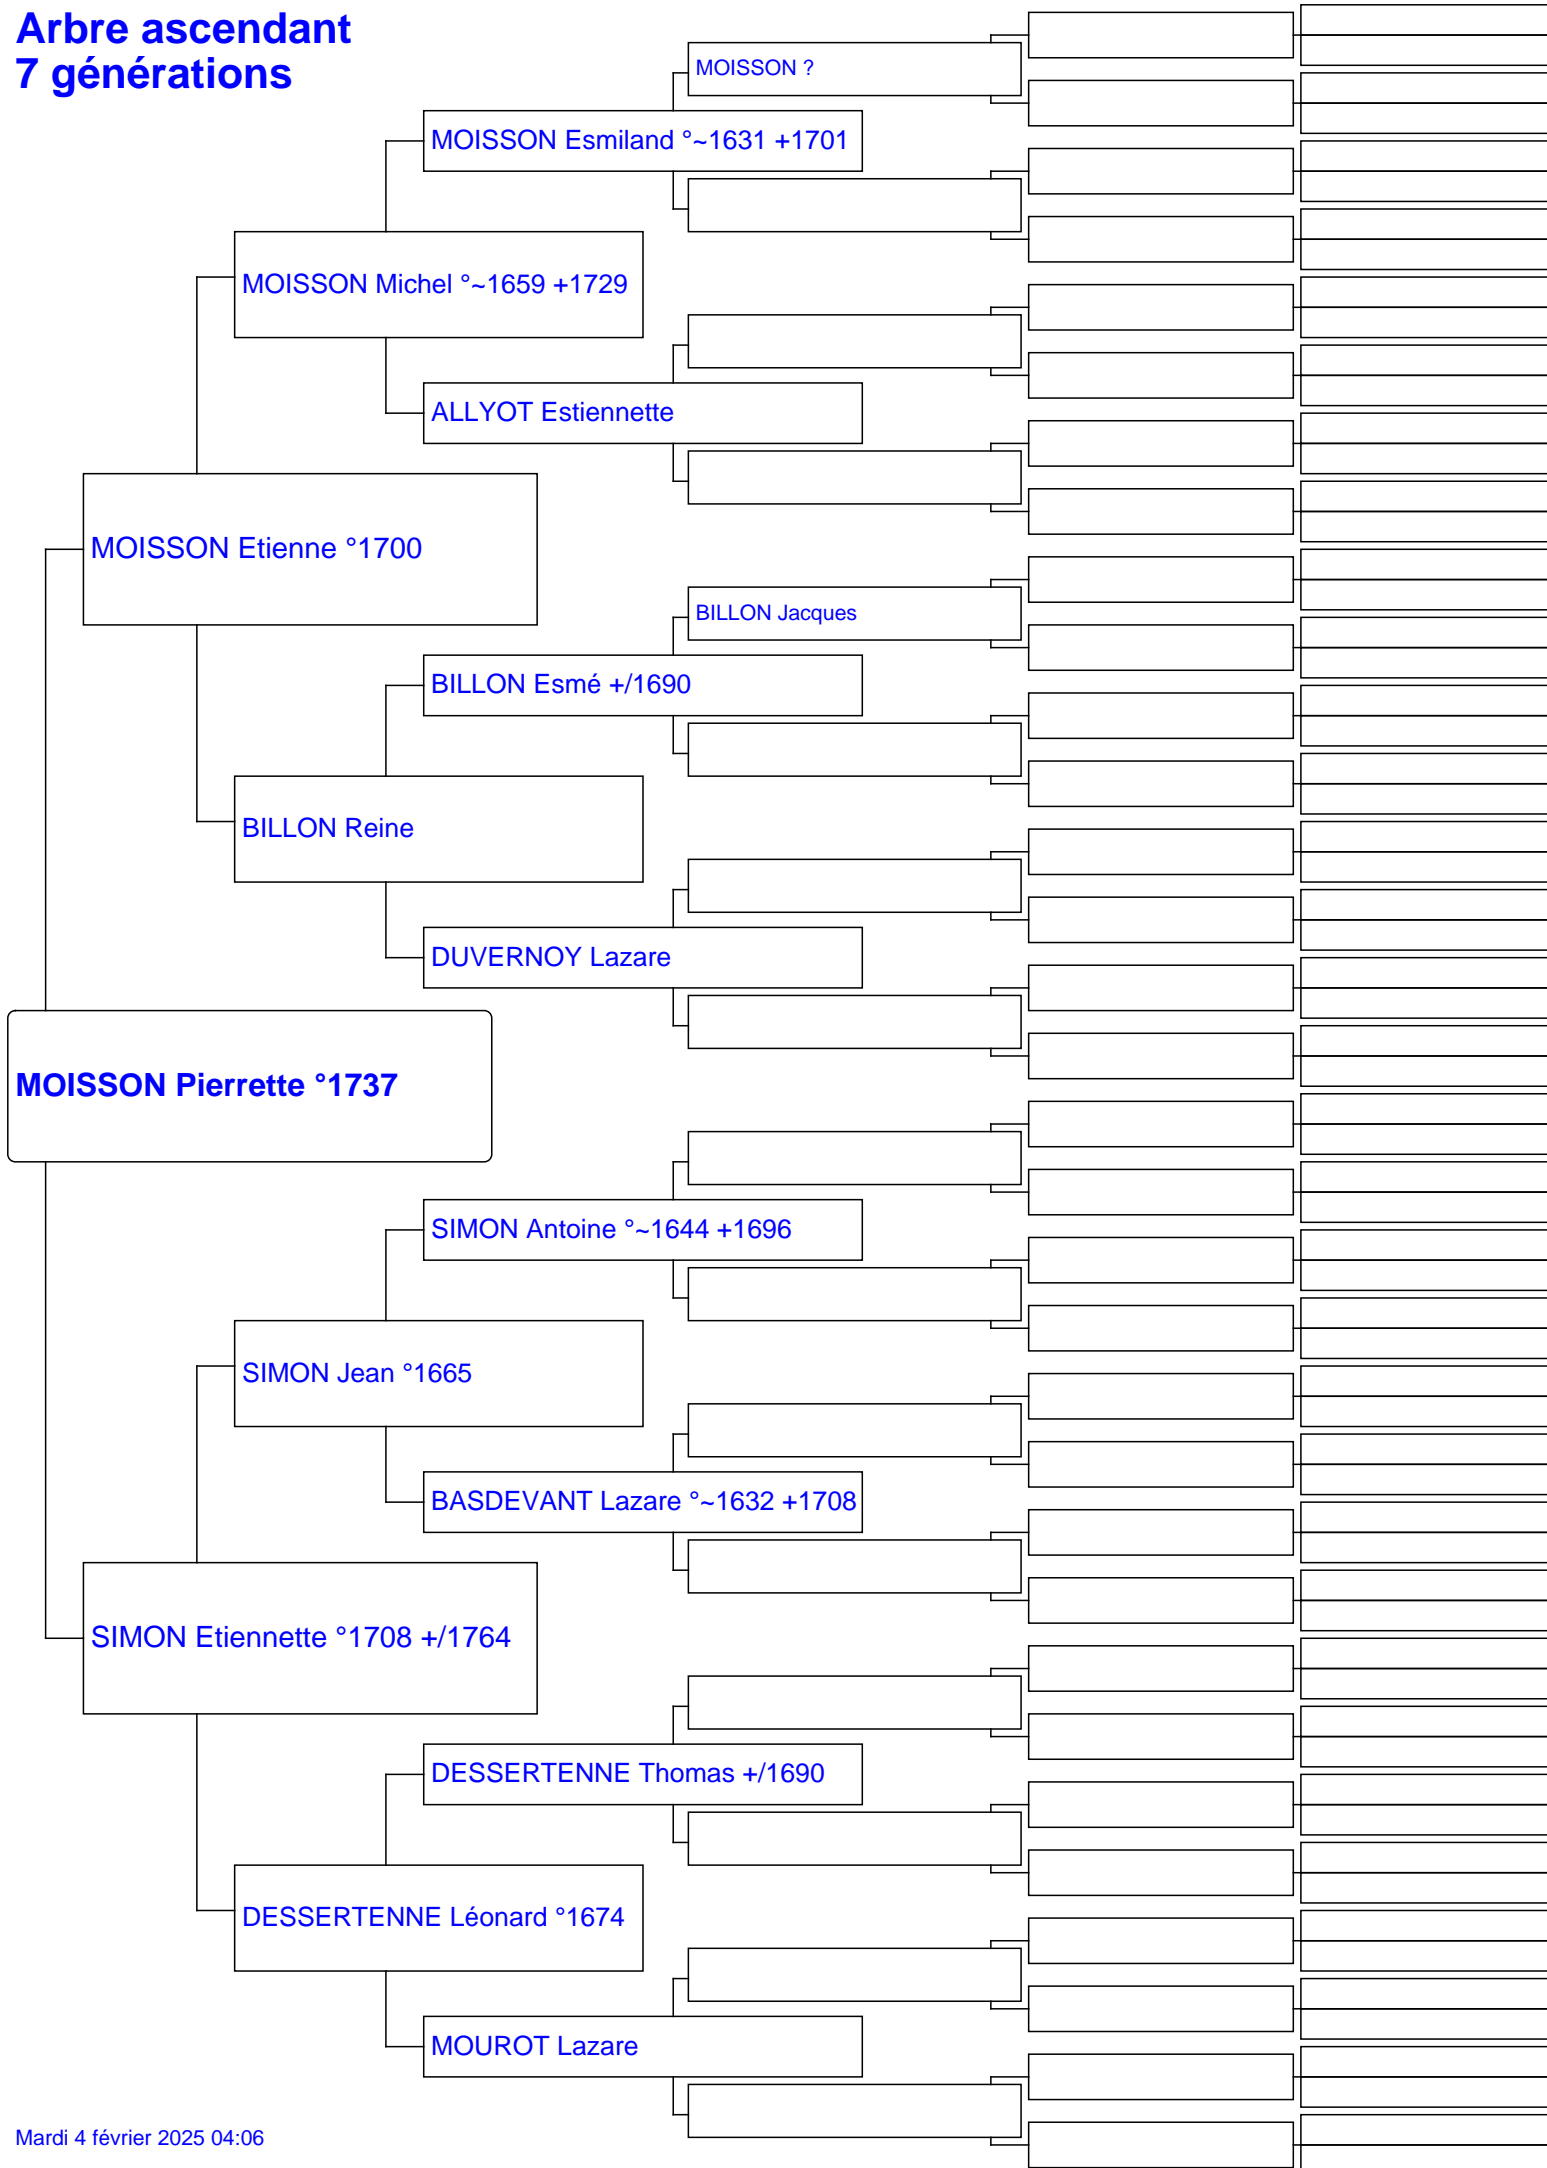 Arbre ascendant
7 générations
MOISSON ?
MOISSON Esmiland °~1631 +1701
MOISSON Michel °~1659 +1729
ALLYOT Estiennette
MOISSON Etienne °1700
BILLON Jacques
BILLON Esmé +/1690
BILLON Reine
DUVERNOY Lazare
MOISSON Pierrette °1737
SIMON Antoine °~1644 +1696
SIMON Jean °1665
BASDEVANT Lazare °~1632 +1708
SIMON Etiennette °1708 +/1764
DESSERTENNE Thomas +/1690
DESSERTENNE Léonard °1674
MOUROT Lazare
Mardi 4 février 2025 04:06